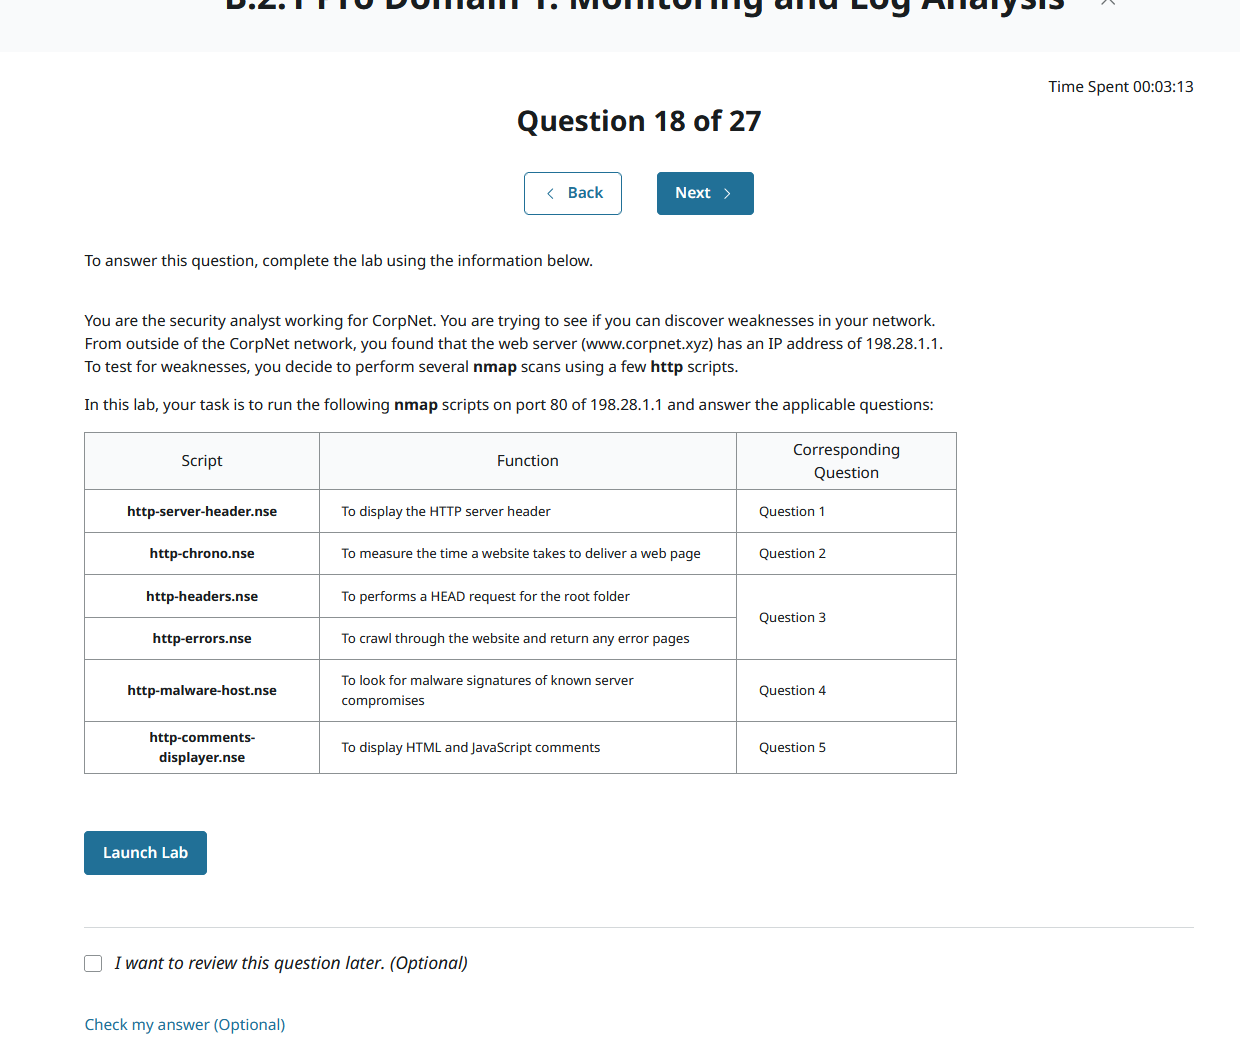 B.2.1 Pro Domain 1: Monitoring and Log Analysis
Time Spent 00:03:13
Question 18 of 27
Back
Next
To answer this question, complete the lab using the information below.
You are the security analyst working for CorpNet. You are trying to see if you can discover weaknesses in your network.
From outside of the CorpNet network, you found that the web server (www.corpnet.xyz) has an IP address of 198.28.1.1.
To test for weaknesses, you decide to perform several nmap scans using a few http scripts.
In this lab, your task is to run the following nmap scripts on port 80 of 198.28.1.1 and answer the applicable questions:
Script
Function
Corresponding
Question
http-server-header.nse
To display the HTTP server header
Question 1
http-chrono.nse
To measure the time a website takes to deliver a web page
Question 2
http-headers.nse
To performs a HEAD request for the root folder
Question 3
http-errors.nse
To crawl through the website and return any error pages
http-malware-host.nse
To look for malware signatures of known server
compromises
Question 4
http-comments-
displayer.nse
To display HTML and JavaScript comments
Question 5
Launch Lab
I want to review this question later. (Optional)
Check my answer (Optional)